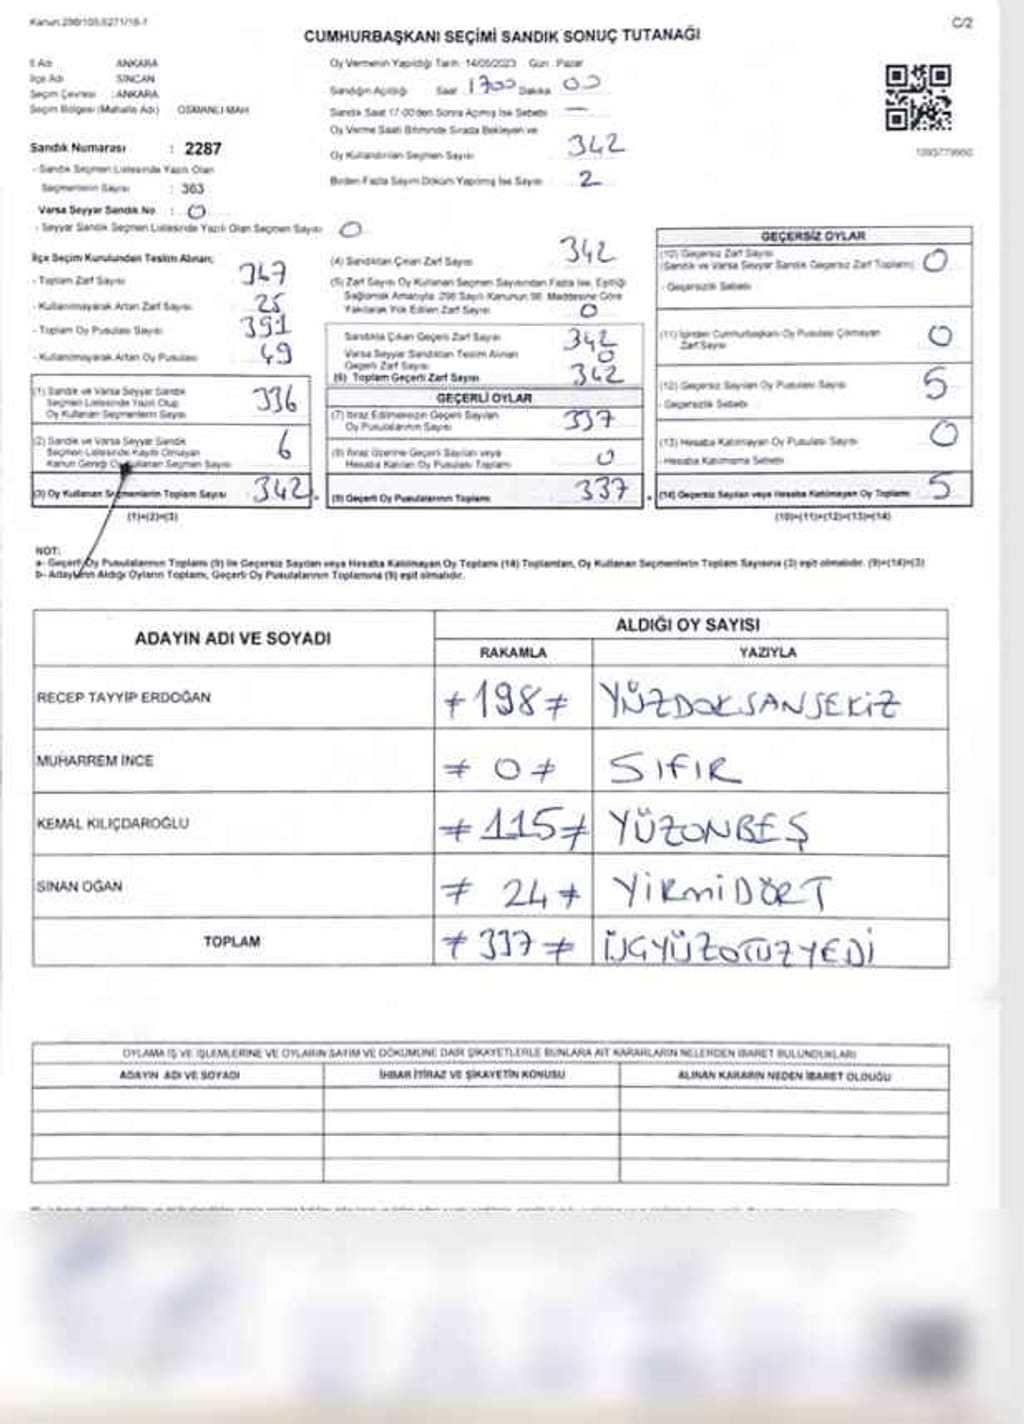 Kanun:298/103,6271/18-7
C/2
CUMHURBAŞKANI SEÇİMİ SANDIK SONUÇ TUTANAĞI
İl Adı : ANKARA
İlçe Adı : SİNCAN
Seçim Çevresi : ANKARA
Seçim Bölgesi (Mahalle Adı) : OSMANLI MAH.
Sandık Numarası : 2287
- Sandık Seçmen Listesinde Yazılı Olan
Seçmenlerin Sayısı : 363
Varsa Seyyar Sandık No : 0
- Seyyar Sandık Seçmen Listesinde Yazılı Olan Seçmen Sayısı 0
Oy Vermenin Yapıldığı Tarih: 14/05/2023 Gün: Pazar
Sandığın Açıldığı Saat 1700 Dakika 00
Sandık Saat 17:00'den Sonra Açılmış İse Sebebi —
Oy Verme Saati Bitiminde Sırada Bekleyen ve
Oy Kullandırılan Seçmen Sayısı 342
Birden Fazla Sayım Döküm Yapılmış İse Sayısı 2
İlçe Seçim Kurulundan Teslim Alınan;
- Toplam Zarf Sayısı 367
- Kullanılmayarak Artan Zarf Sayısı 25
- Toplam Oy Pusulası Sayısı 391
- Kullanılmayarak Artan Oy Pusulası 49
(1) Sandık ve Varsa Seyyar Sandık
Seçmen Listesinde Yazılı Olup
Oy Kullanan Seçmenlerin Sayısı 336
(2) Sandık ve Varsa Seyyar Sandık
Seçmen Listesinde Kaydı Olmayan
Kanun Gereği Oy Kullanan Seçmen Sayısı 6
(3) Oy Kullanan Seçmenlerin Toplam Sayısı 342
(1)+(2)=(3)
(4) Sandıktan Çıkan Zarf Sayısı 342
(5) Zarf Sayısı Oy Kullanan Seçmen Sayısından Fazla İse, Eşitliği
Sağlamak Amacıyla 298 Sayılı Kanunun 98. Maddesine Göre
Yakılarak Yok Edilen Zarf Sayısı 0
Sandıkta Çıkan Geçerli Zarf Sayısı 342
Varsa Seyyar Sandıktan Teslim Alınan
Geçerli Zarf Sayısı 0
(6) Toplam Geçerli Zarf Sayısı 342
GEÇERLİ OYLAR
(7) İtiraz Edilmeksizin Geçerli Sayılan
Oy Pusulalarının Sayısı 337
(8) İtiraz Üzerine Geçerli Sayılan veya
Hesaba Katılan Oy Pusulası Toplamı 0
(9) Geçerli Oy Pusulalarının Toplamı 337
GEÇERSİZ OYLAR
(10) Geçersiz Zarf Sayısı
(Sandık ve Varsa Seyyar Sandık Geçersiz Zarf Toplamı) 0
- Geçersizlik Sebebi
(11) İçinden Cumhurbaşkanı Oy Pusulası Çıkmayan
Zarf Sayısı 0
(12) Geçersiz Sayılan Oy Pusulası Sayısı 5
- Geçersizlik Sebebi
(13) Hesaba Katılmayan Oy Pusulası Sayısı 0
- Hesaba Katılmama Sebebi
(14) Geçersiz Sayılan veya Hesaba Katılmayan Oy Toplamı 5
(10)+(11)+(12)+(13)=(14)
NOT:
a- Geçerli Oy Pusulalarının Toplamı (9) ile Geçersiz Sayılan veya Hesaba Katılmayan Oy Toplamı (14) Toplamları, Oy Kullanan Seçmenlerin Toplam Sayısına (3) eşit olmalıdır. (9)+(14)=(3)
b- Adayların Aldığı Oyların Toplamı, Geçerli Oy Pusulalarının Toplamına (9) eşit olmalıdır.
ADAYIN ADI VE SOYADI
ALDIĞI OY SAYISI
RAKAMLA YAZIYLA
RECEP TAYYİP ERDOĞAN ≠198≠ YÜZDOKSANSEKİZ
MUHARREM İNCE ≠ 0 ≠ SIFIR
KEMAL KILIÇDAROĞLU ≠115≠ YÜZONBEŞ
SİNAN OĞAN ≠ 24 ≠ YİRMİDÖRT
TOPLAM ≠337≠ ÜÇYÜZOTUZYEDİ
OYLAMA İŞ VE İŞLEMLERİNE VE OYLARIN SAYIM VE DÖKÜMÜNE DAİR ŞİKAYETLERLE BUNLARA AİT KARARLARIN NELERDEN İBARET BULUNDUKLARI
ADAYIN ADI VE SOYADI İHBAR İTİRAZ VE ŞİKAYETİN KONUSU ALINAN KARARIN NEDEN İBARET OLDUĞU